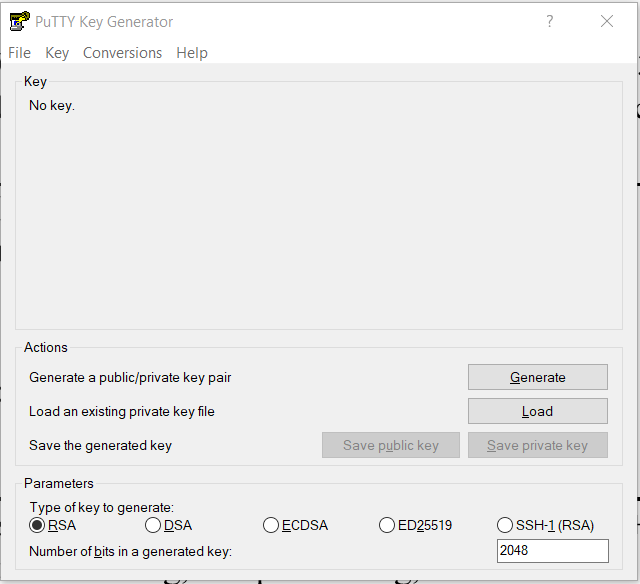 PuTTY Key Generator ?
File Key Conversions Help
Key
No key.
Actions
Generate a public/private key pair Generate
Load an existing private key file Load
Save the generated key Save public key Save private key
Parameters
Type of key to generate:
RSA DSA ECDSA ED25519 SSH-1 (RSA)
Number of bits in a generated key: 2048